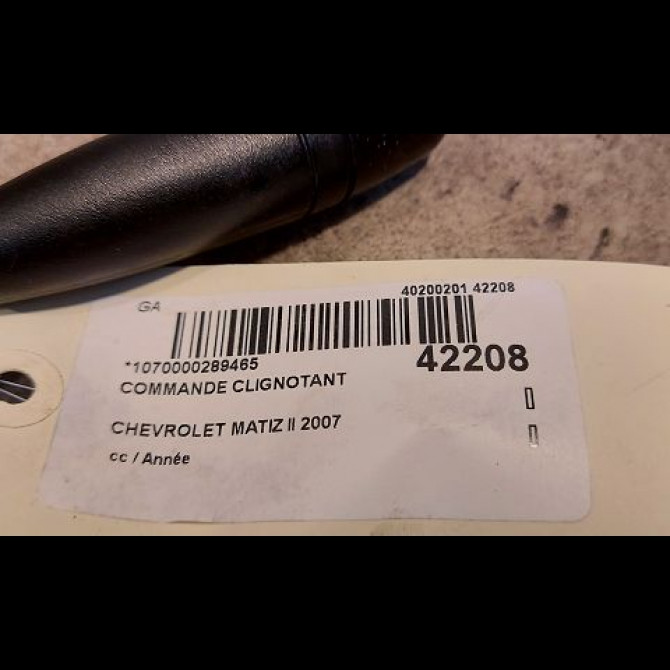 GA
40200201 42208
*1070000289465
42208
COMMANDE CLIGNOTANT
CHEVROLET MATIZ II 2007
cc / Année